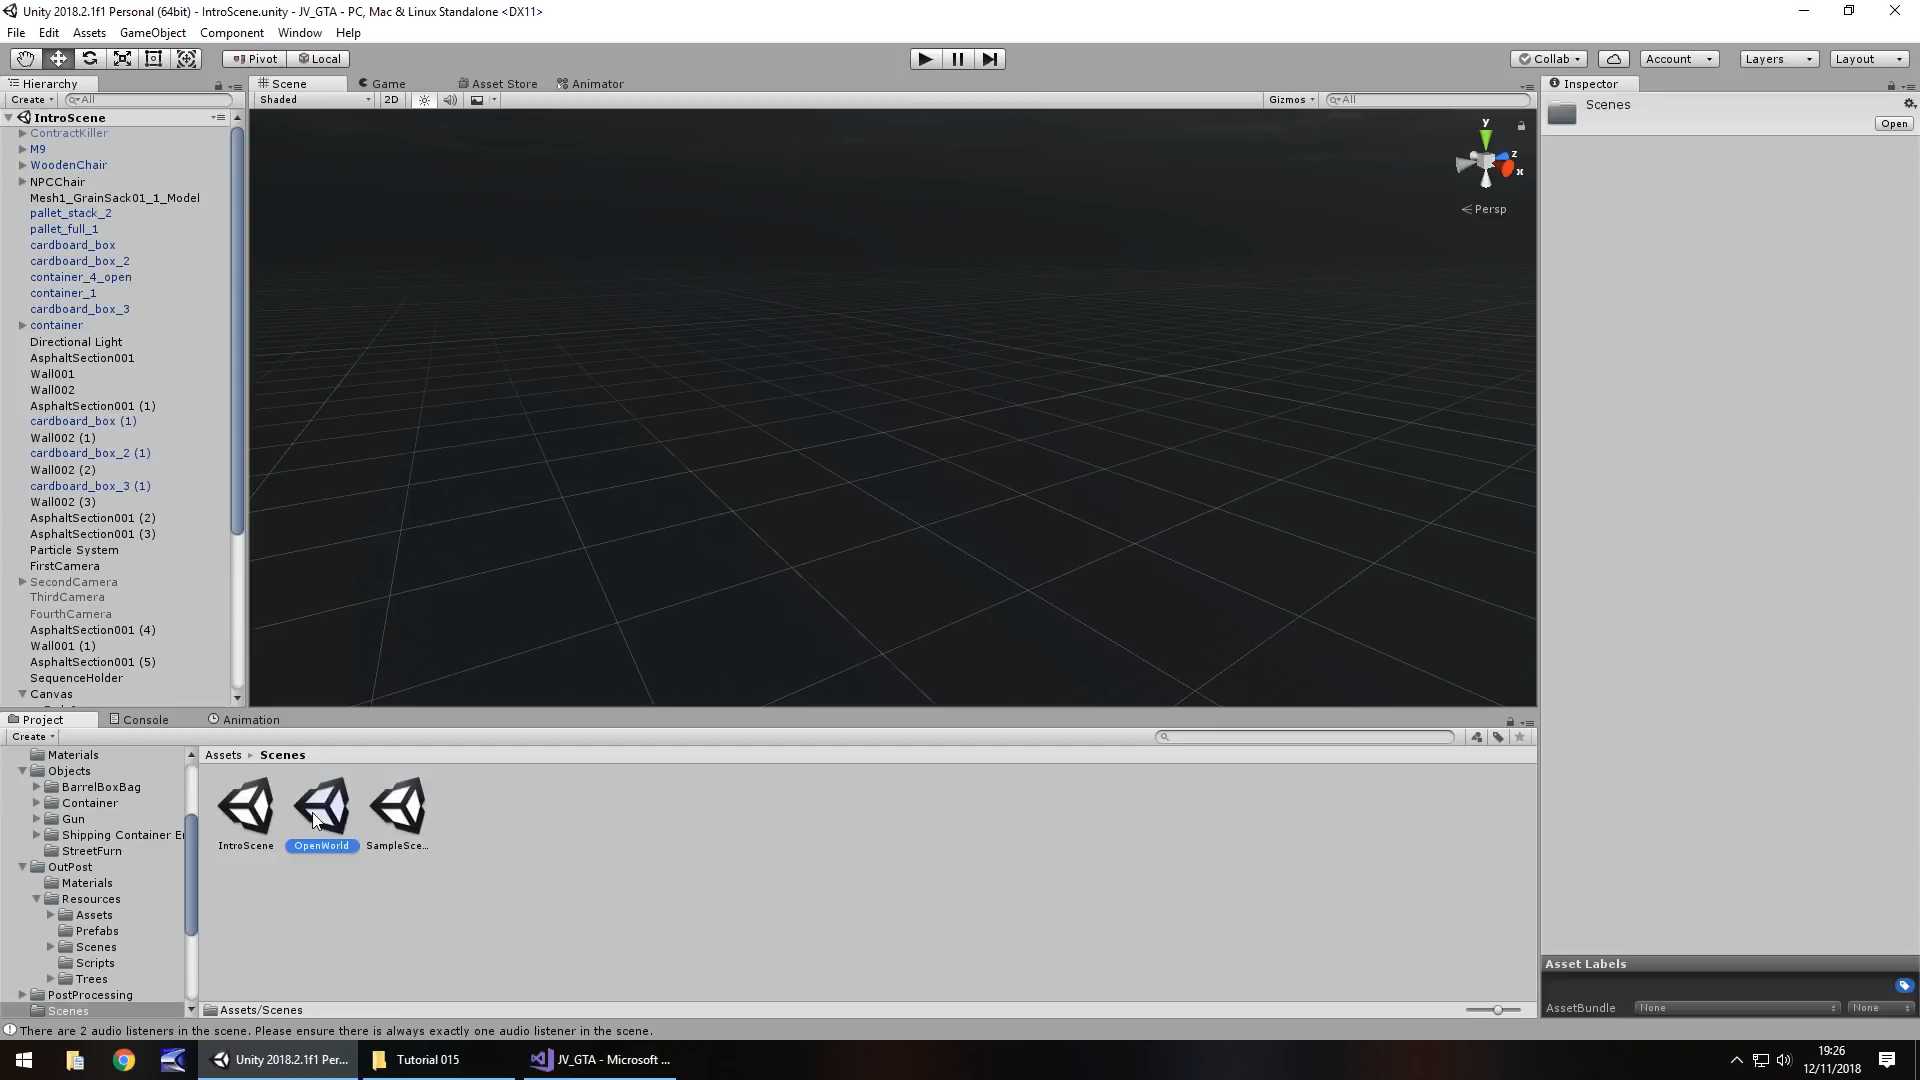 Unity 2018.2.1f1 Personal (64bit) - IntroScene.unity - JV_GTA - PC, Mac & Linux Standalone <DX11>
File Edit Assets GameObject Component Window Help
Pivot Local Collab Account Layers Layout
Hierarchy Scene Game Asset Store Animator Inspector
Create All Shaded 2D Gizmos All Scenes
Open
IntroScene
ContractKiller
M9
WoodenChair
NPCChair
Mesh1_GrainSack01_1_Model
pallet_stack_2
pallet_full_1
cardboard_box
cardboard_box_2
container_4_open
container_1
cardboard_box_3
container
Directional Light
AsphaltSection001
Wall001
Wall002
AsphaltSection001 (1)
cardboard_box (1)
Wall002 (1)
cardboard_box_2 (1)
Wall002 (2)
cardboard_box_3 (1)
Wall002 (3)
AsphaltSection001 (2)
AsphaltSection001 (3)
Particle System
FirstCamera
SecondCamera
ThirdCamera
FourthCamera
AsphaltSection001 (4)
Wall001 (1)
AsphaltSection001 (5)
SequenceHolder
Canvas
y
z
x
Persp
Project Console Animation
Create
Materials
Objects
BarrelBoxBag
Container
Gun
Shipping Container
StreetFurn
OutPost
Materials
Resources
Assets
Prefabs
Scenes
Scripts
Trees
PostProcessing
Scenes
Assets Scenes
IntroScene OpenWorld SampleSce...
Assets/Scenes
Asset Labels
AssetBundle None None
There are 2 audio listeners in the scene. Please ensure there is always exactly one audio listener in the scene.
Unity 2018.2.1f1 Per... Tutorial 015 JV_GTA - Microsoft ...
19:26
12/11/2018